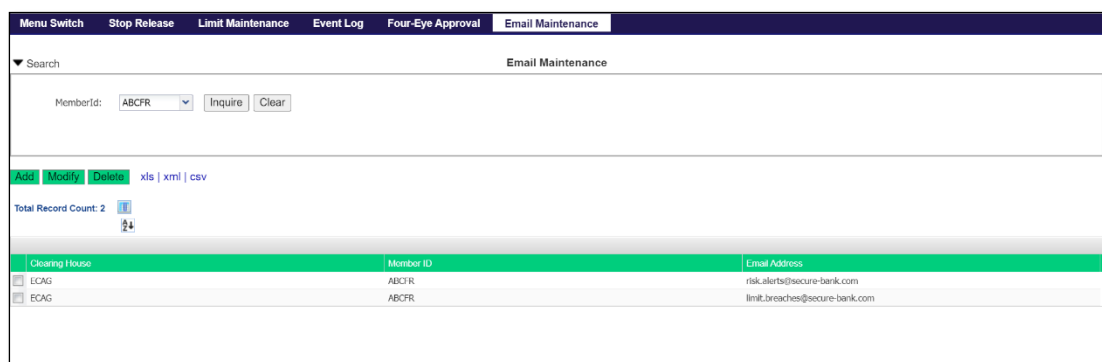 Menu Switch Stop Release Limit Maintenance Event Log Four-Eye Approval Email Maintenance
Search Email Maintenance
MemberId: ABCFR Inquire Clear
Add Modify Delete xls | xml | csv
Total Record Count: 2
Clearing House Member ID Email Address
ECAG ABCFR risk.alerts@secure-bank.com
ECAG ABCFR limit.breaches@secure-bank.com